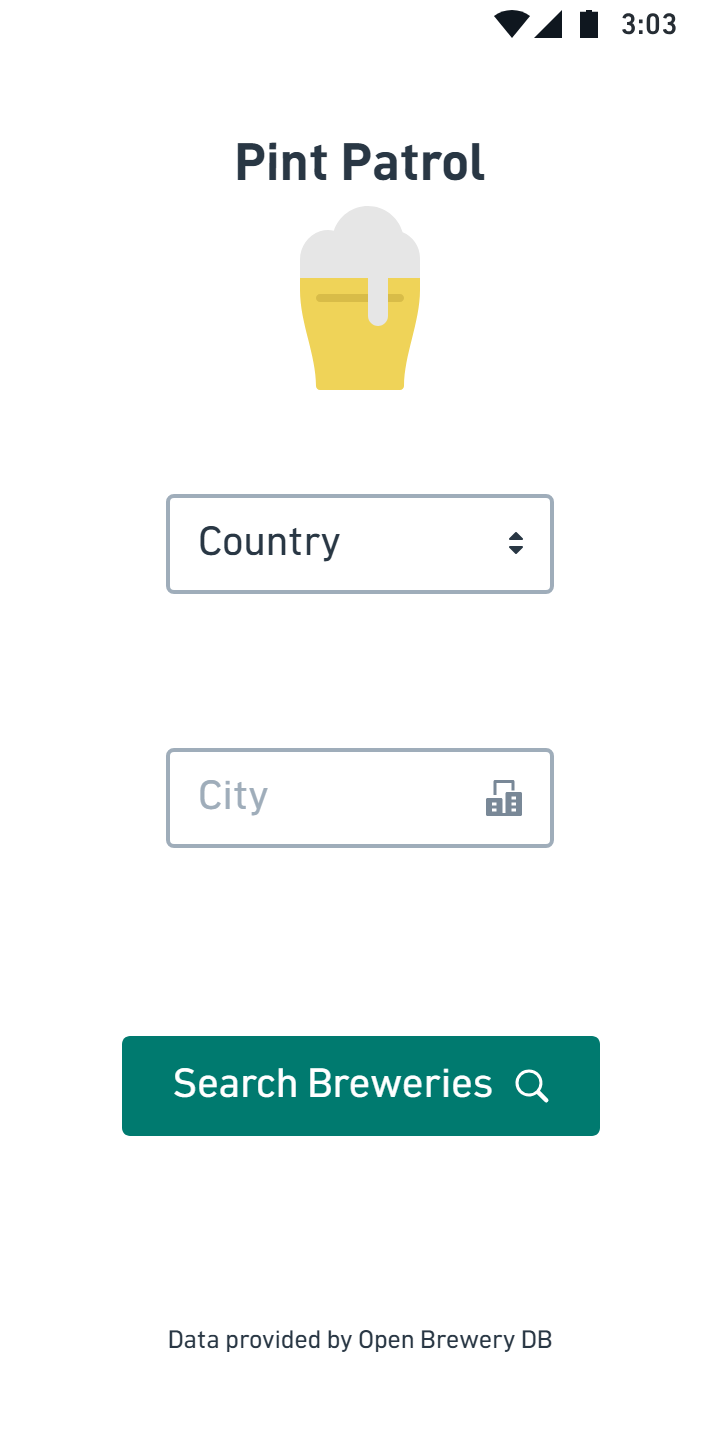 3:03
Pint Patrol
Country
City
Search Breweries
Data provided by Open Brewery DB